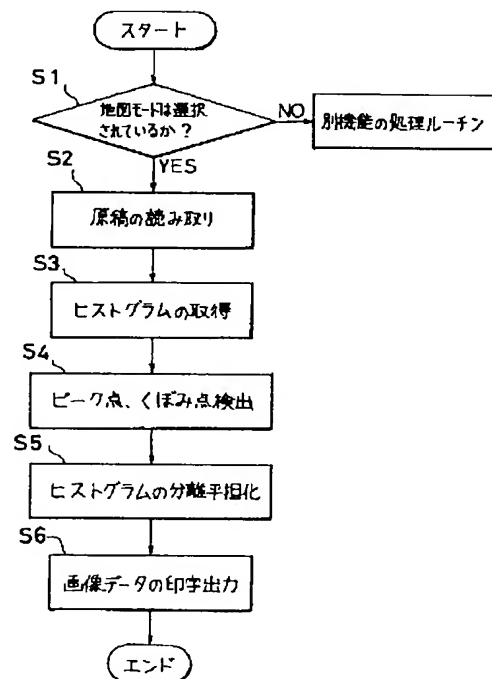 スタート
S1
地図モードは選択
されているか?
NO
別機能の処理ルーチン
YES
S2
原稿の読み取り
S3
ヒストグラムの取得
S4
ピーク点、くぼみ点検出
S5
ヒストグラムの分離平担化
S6
画像データの印字出力
エンド